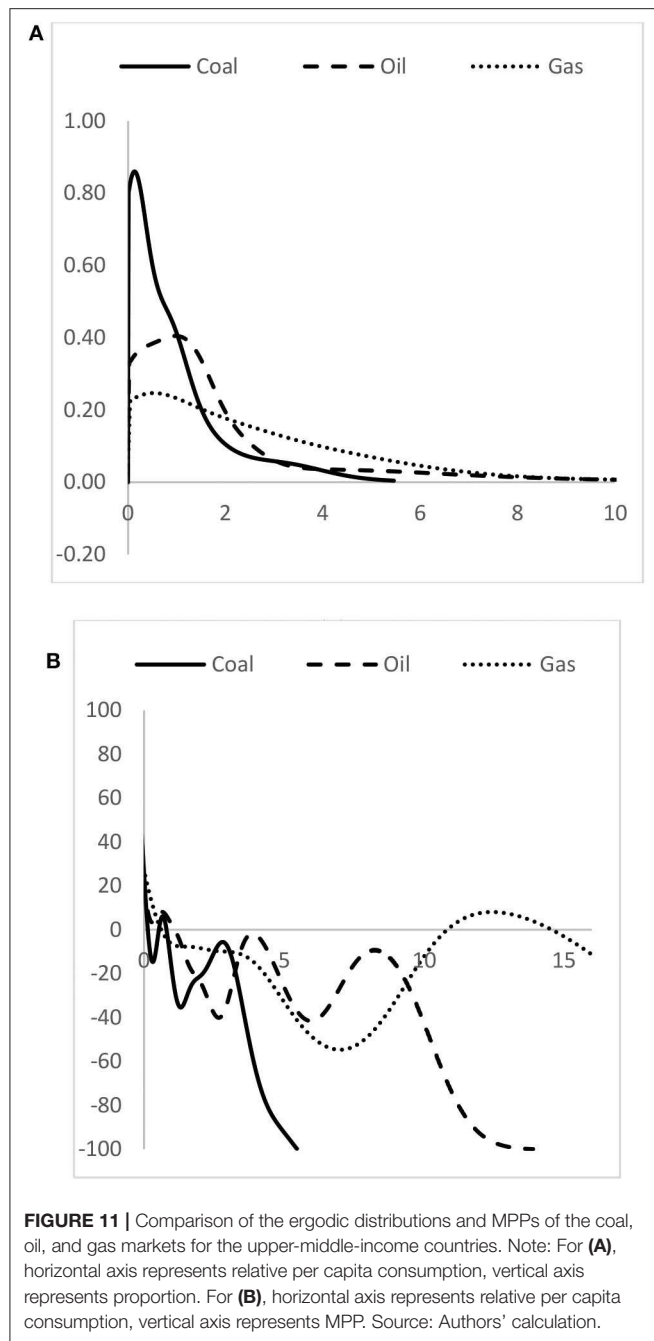 A
Coal Oil Gas
1.00
0.80
0.60
0.40
0.20
0.00
0 2 4 6 8 10
-0.20
B
Coal Oil Gas
100
80
60
40
20
0
0 5 10 15
-20
-40
-60
-80
-100
FIGURE 11 | Comparison of the ergodic distributions and MPPs of the coal,
oil, and gas markets for the upper-middle-income countries. Note: For (A),
horizontal axis represents relative per capita consumption, vertical axis
represents proportion. For (B), horizontal axis represents relative per capita
consumption, vertical axis represents MPP. Source: Authors' calculation.